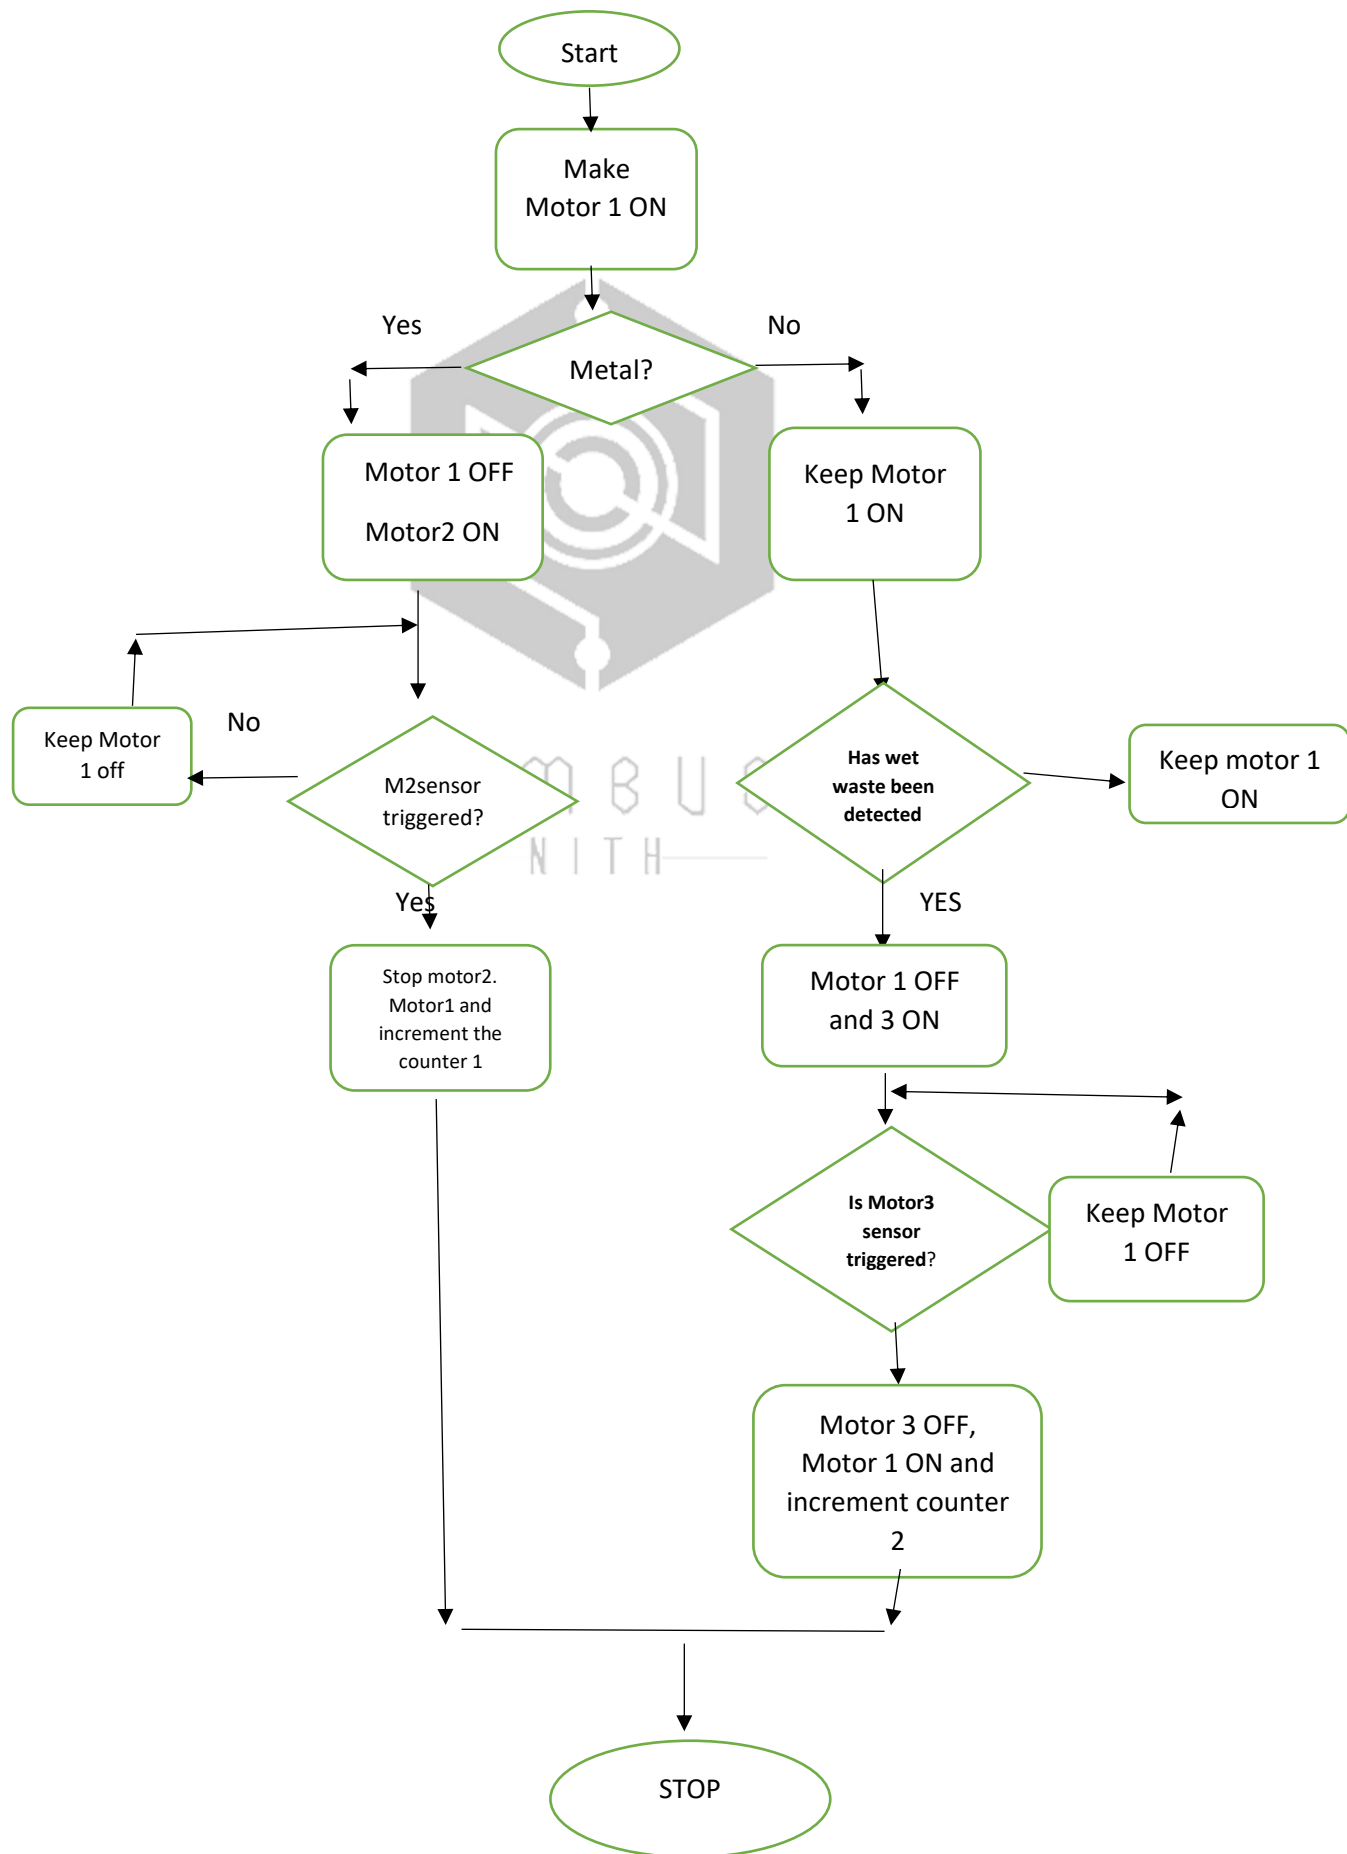 Start
Make
Motor 1 ON
Yes
No
Metal?
Motor 1 OFF
Motor2 ON
Keep Motor
1 ON
No
Keep Motor
1 off
M2sensor
triggered?
Has wet
waste been
detected
Keep motor 1
ON
NITH
Yes
YES
Stop motor2.
Motor1 and
increment the
counter 1
Motor 1 OFF
and 3 ON
Is Motor3
sensor
triggered?
Keep Motor
1 OFF
Motor 3 OFF,
Motor 1 ON and
increment counter
2
STOP